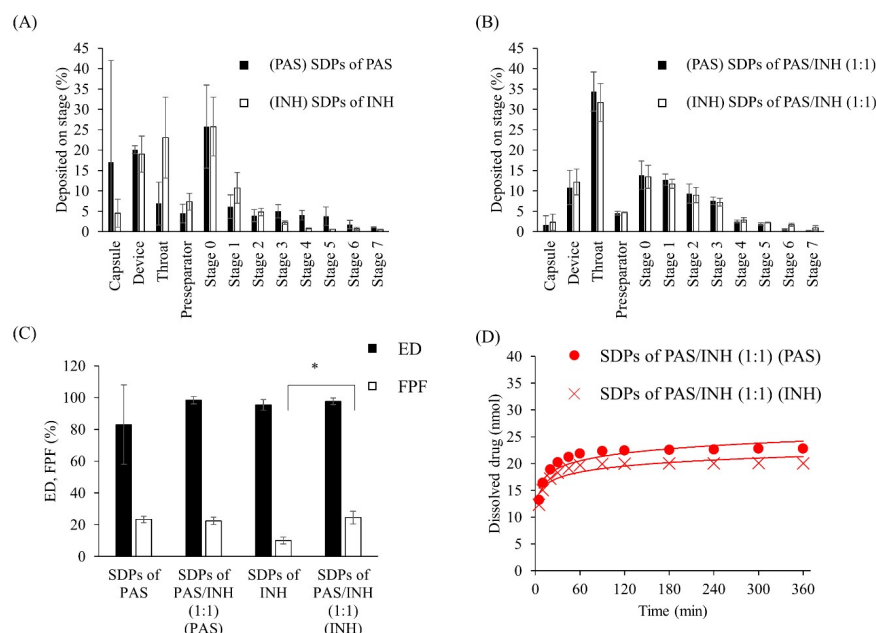 (A)
45
40
35
30
25
20
15
10
5
0
Deposited on stage (%)
(PAS) SDPs of PAS
(INH) SDPs of INH
Capsule
Device
Throat
Preseparator
Stage 0
Stage 1
Stage 2
Stage 3
Stage 4
Stage 5
Stage 6
Stage 7
(B)
45
40
35
30
25
20
15
10
5
0
Deposited on stage (%)
(PAS) SDPs of PAS/INH (1:1)
(INH) SDPs of PAS/INH (1:1)
Capsule
Device
Throat
Preseparator
Stage 0
Stage 1
Stage 2
Stage 3
Stage 4
Stage 5
Stage 6
Stage 7
(C)
ED
FPF
*
120
100
80
60
40
20
0
ED, FPF (%)
SDPs of
PAS
SDPs of
PAS/INH
(1:1)
(PAS)
SDPs of
INH
SDPs of
PAS/INH
(1:1)
(INH)
(D)
40
35
30
25
20
15
10
5
0
Dissolved drug (nmol)
SDPs of PAS/INH (1:1) (PAS)
SDPs of PAS/INH (1:1) (INH)
0
60
120
180
240
300
360
Time (min)